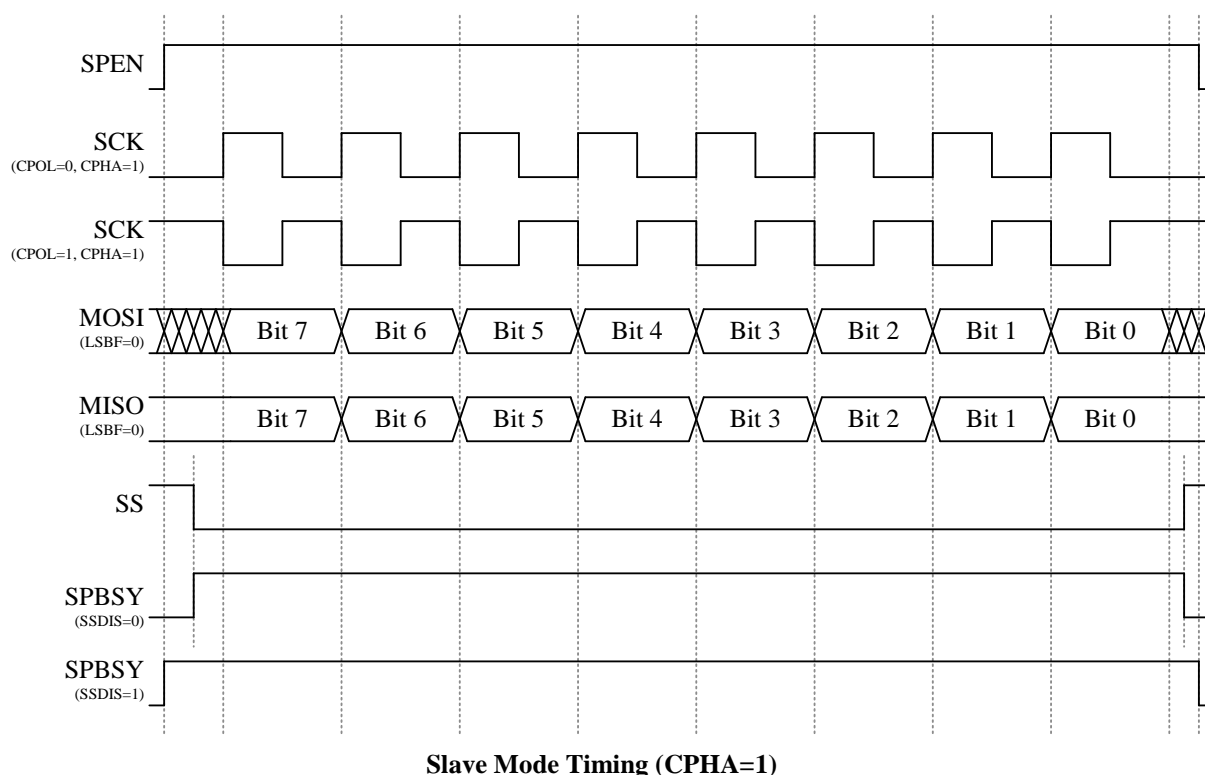 SPEN
SCK
(CPOL=0, CPHA=1)
SCK
(CPOL=1, CPHA=1)
MOSI
(LSBF=0)
Bit 7 Bit 6 Bit 5 Bit 4 Bit 3 Bit 2 Bit 1 Bit 0
MISO
(LSBF=0)
Bit 7 Bit 6 Bit 5 Bit 4 Bit 3 Bit 2 Bit 1 Bit 0
SS
SPBSY
(SSDIS=0)
SPBSY
(SSDIS=1)
Slave Mode Timing (CPHA=1)